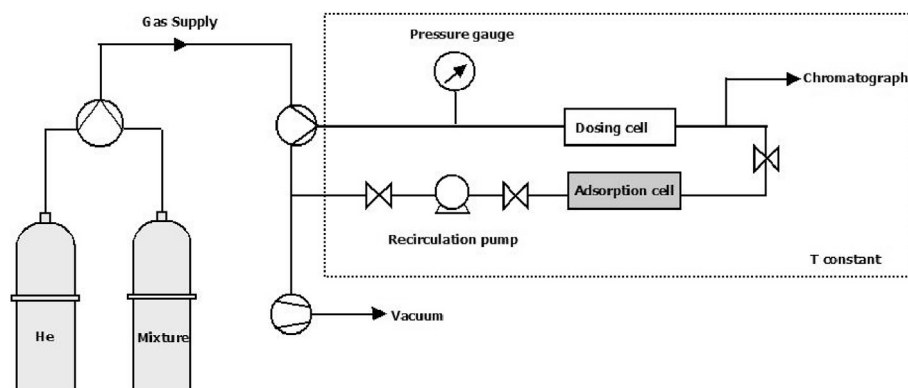 Gas Supply
Pressure gauge
Chromatograph
Dosing cell
Adsorption cell
Recirculation pump
T constant
Vacuum
He
Mixture